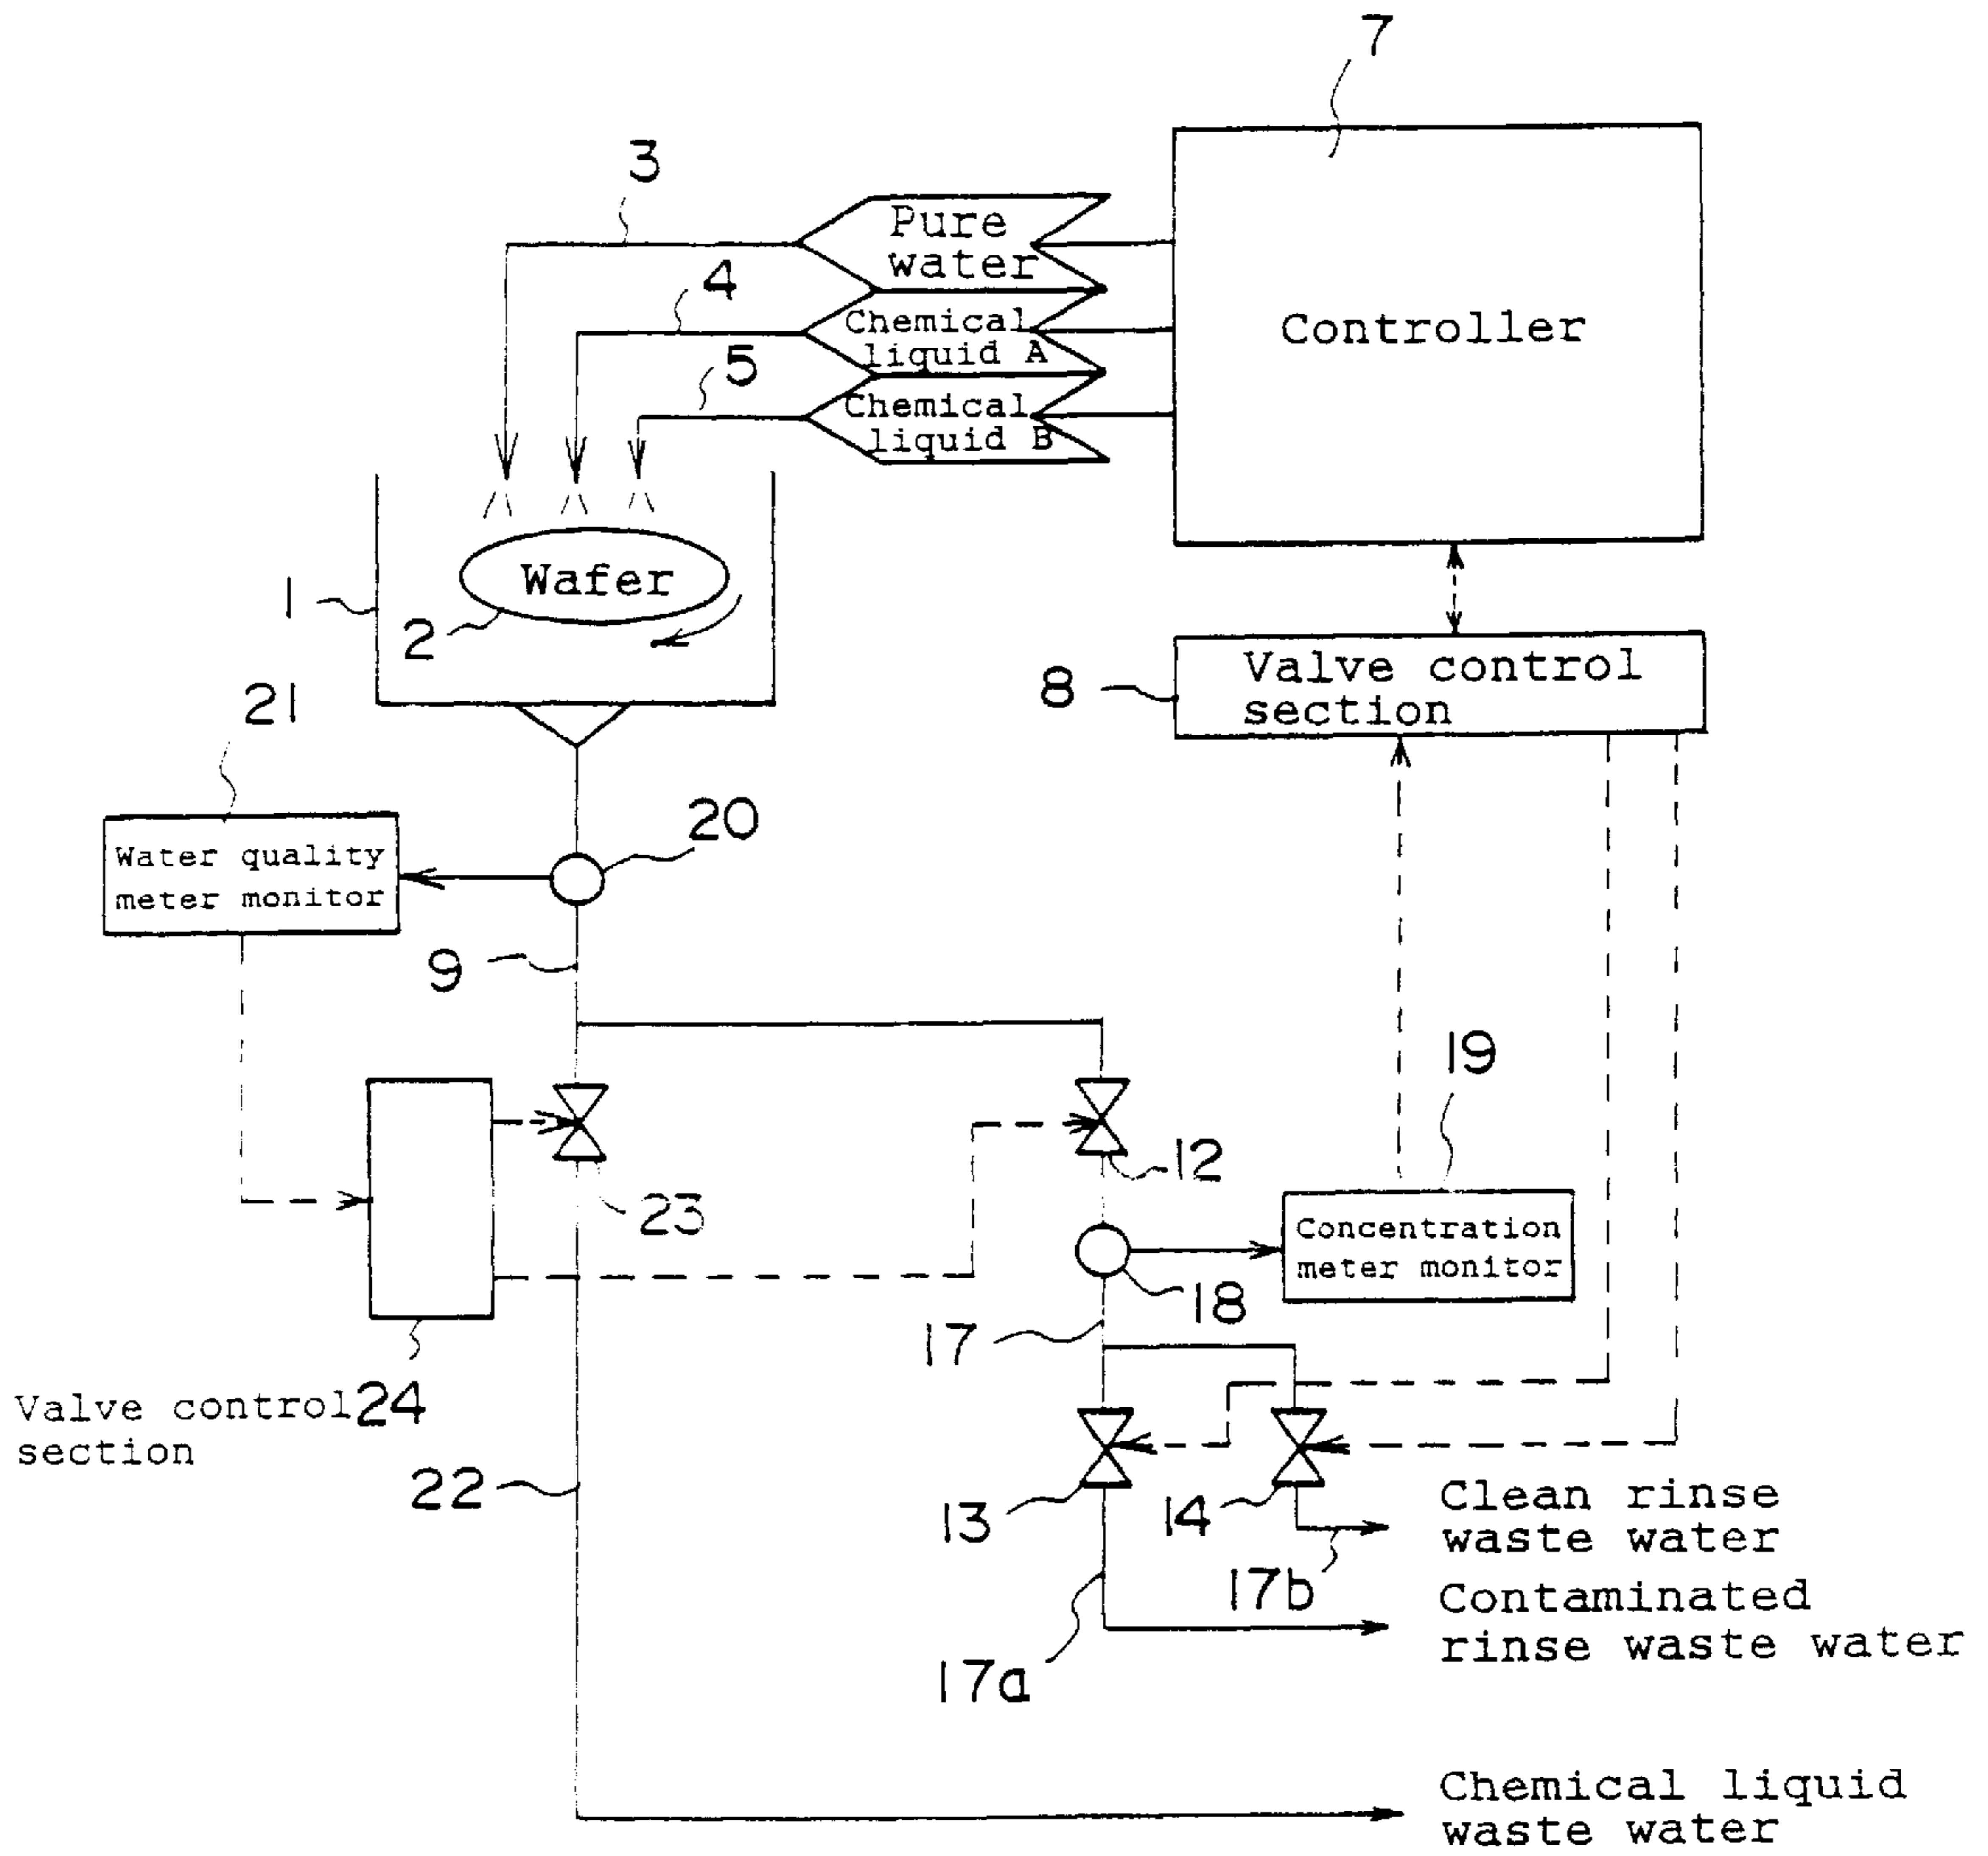 7
3
Pure
water
4
Chemical
liquid A
Controller
5
Chemical
liquid B
Wafer
1
2
Valve control
section
8
21
20
Water quality
meter monitor
9
19
12
23
Concentration
meter monitor
18
17
Valve control
section
24
22
13
14
Clean rinse
waste water
17b
Contaminated
rinse waste water
17a
Chemical liquid
waste water